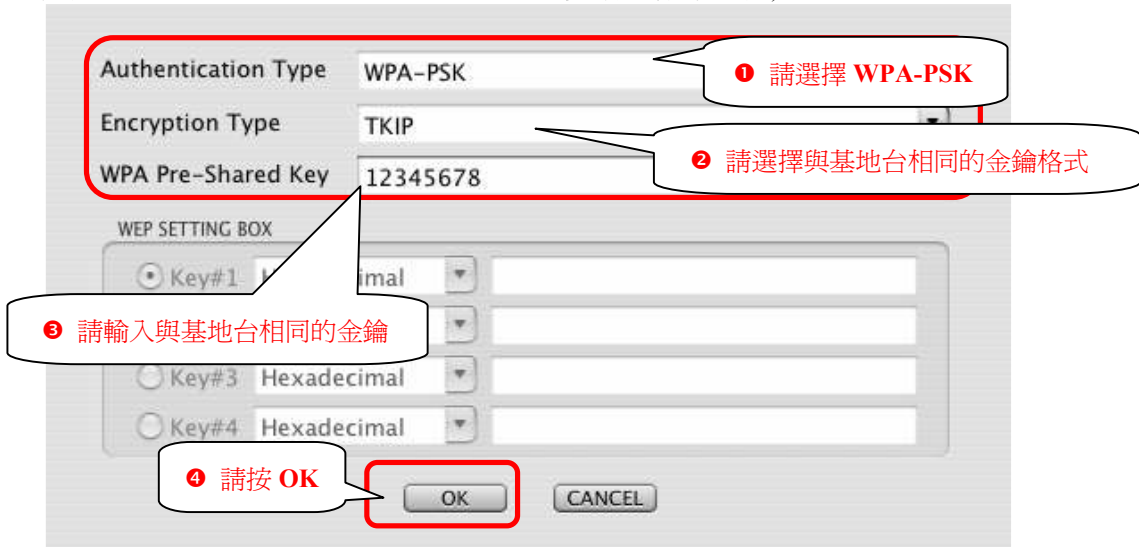 Authentication Type WPA-PSK
❶ 請選擇 WPA-PSK
Encryption Type TKIP
❷ 請選擇與基地台相同的金鑰格式
WPA Pre-Shared Key 12345678
WEP SETTING BOX
Key#1 imal
❸ 請輸入與基地台相同的金鑰
Key#3 Hexadecimal
Key#4 Hexadecimal
❹ 請按 OK
OK CANCEL